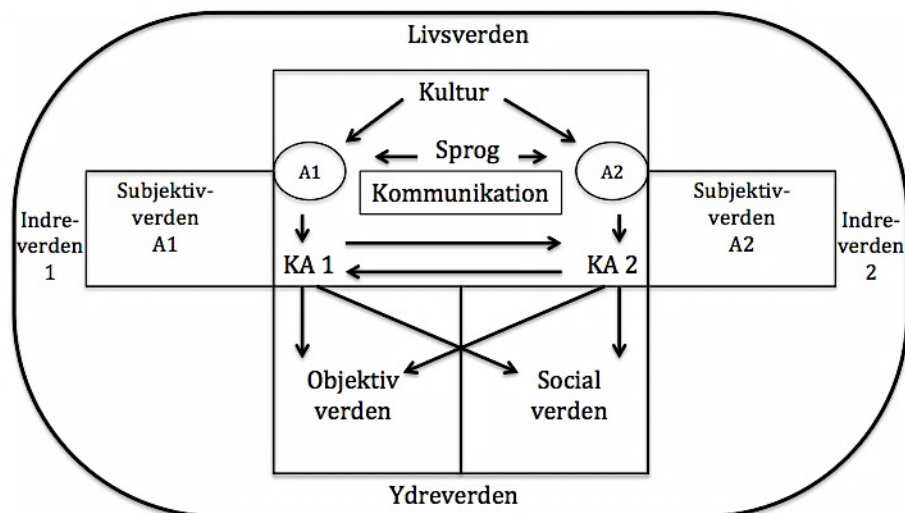 Livsverden
Kultur
Sprog
A1
A2
Kommunikation
Subjektiv-
verden
A1
Subjektiv-
verden
A2
Indre-
verden
1
Indre-
verden
2
KA 1
KA 2
Objektiv
verden
Social
verden
Ydreverden